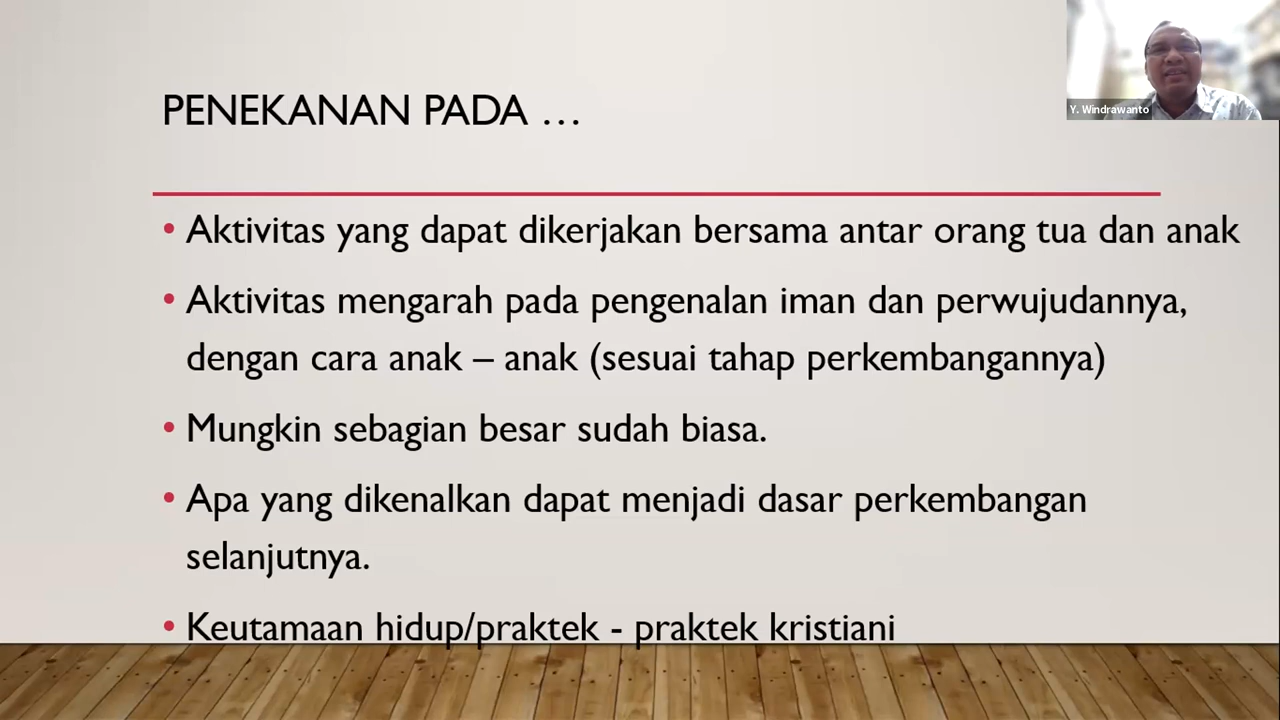 PENEKANAN PADA …
Y. Windrawanto
• Aktivitas yang dapat dikerjakan bersama antar orang tua dan anak
• Aktivitas mengarah pada pengenalan iman dan perwujudannya,
dengan cara anak – anak (sesuai tahap perkembangannya)
• Mungkin sebagian besar sudah biasa.
• Apa yang dikenalkan dapat menjadi dasar perkembangan
selanjutnya.
• Keutamaan hidup/praktek - praktek kristiani